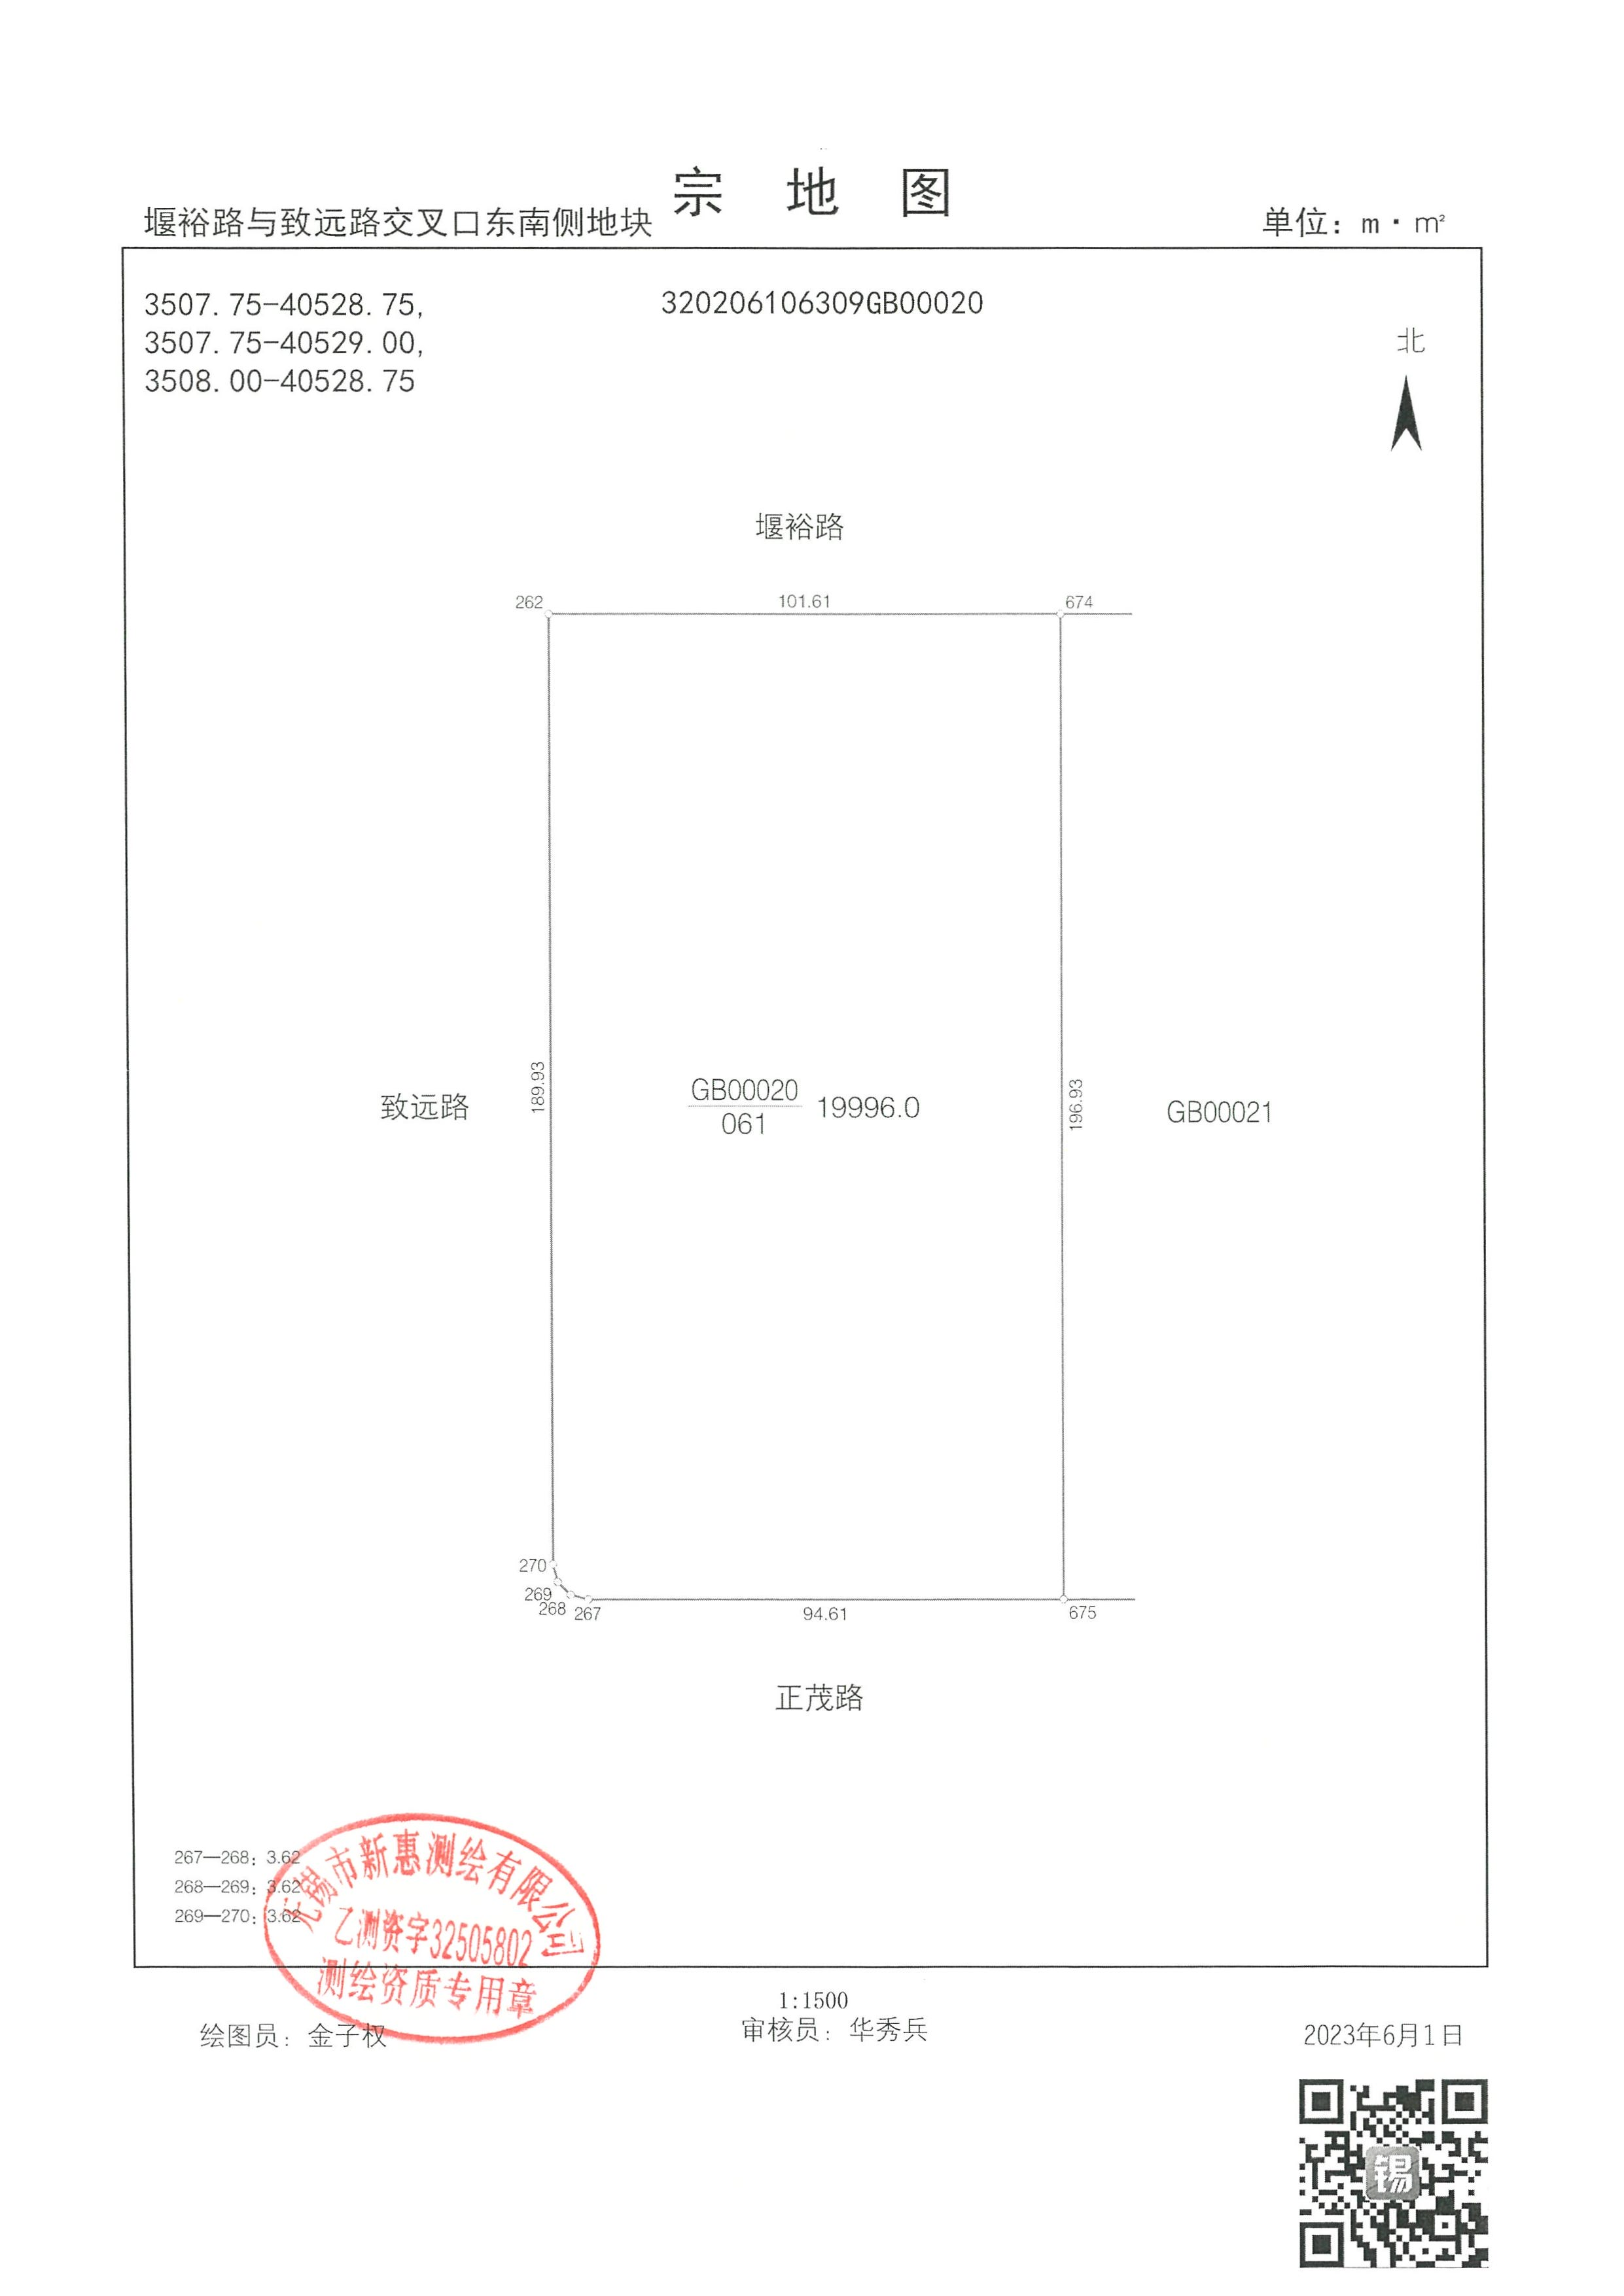 宗 地 图
堰裕路与致远路交叉口东南侧地块
单位：m·㎡
3507.75-40528.75,
3507.75-40529.00,
3508.00-40528.75
320206106309GB00020
北
堰裕路
262
101.61
674
189.93
致远路
GB00020
061
19996.0
196.93
GB00021
270
269
268
267
94.61
675
正茂路
267—268：3.62
268—269：3.62
269—270：3.62
无锡市新惠测绘有限公司
乙测资字32505802
测绘资质专用章
1:1500
绘图员：金子权
审核员：华秀兵
2023年6月1日
锡